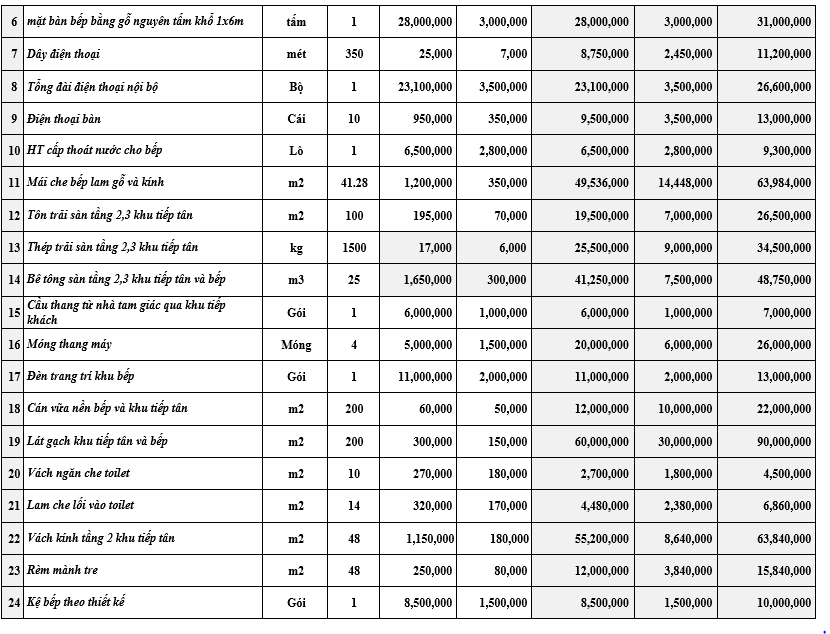 6 mặt bàn bếp bằng gỗ nguyên tấm khổ 1x6m tấm 1 28,000,000 3,000,000 28,000,000 3,000,000 31,000,000
7 Dây điện thoại mét 350 25,000 7,000 8,750,000 2,450,000 11,200,000
8 Tổng đài điện thoại nội bộ Bộ 1 23,100,000 3,500,000 23,100,000 3,500,000 26,600,000
9 Điện thoại bàn Cái 10 950,000 350,000 9,500,000 3,500,000 13,000,000
10 HT cấp thoát nước cho bếp Lò 1 6,500,000 2,800,000 6,500,000 2,800,000 9,300,000
11 Mái che bếp lam gỗ và kính m2 41.28 1,200,000 350,000 49,536,000 14,448,000 63,984,000
12 Tôn trãi sàn tầng 2,3 khu tiếp tân m2 100 195,000 70,000 19,500,000 7,000,000 26,500,000
13 Thép trãi sàn tầng 2,3 khu tiếp tân kg 1500 17,000 6,000 25,500,000 9,000,000 34,500,000
14 Bê tông sàn tầng 2,3 khu tiếp tân và bếp m3 25 1,650,000 300,000 41,250,000 7,500,000 48,750,000
15 Cầu thang từ nhà tam giác qua khu tiếp
khách Gói 1 6,000,000 1,000,000 6,000,000 1,000,000 7,000,000
16 Móng thang máy Móng 4 5,000,000 1,500,000 20,000,000 6,000,000 26,000,000
17 Đèn trang trí khu bếp Gói 1 11,000,000 2,000,000 11,000,000 2,000,000 13,000,000
18 Cán vữa nền bếp và khu tiếp tân m2 200 60,000 50,000 12,000,000 10,000,000 22,000,000
19 Lát gạch khu tiếp tân và bếp m2 200 300,000 150,000 60,000,000 30,000,000 90,000,000
20 Vách ngăn che toilet m2 10 270,000 180,000 2,700,000 1,800,000 4,500,000
21 Lam che lối vào toilet m2 14 320,000 170,000 4,480,000 2,380,000 6,860,000
22 Vách kính tầng 2 khu tiếp tân m2 48 1,150,000 180,000 55,200,000 8,640,000 63,840,000
23 Rèm mành tre m2 48 250,000 80,000 12,000,000 3,840,000 15,840,000
24 Kệ bếp theo thiết kế Gói 1 8,500,000 1,500,000 8,500,000 1,500,000 10,000,000